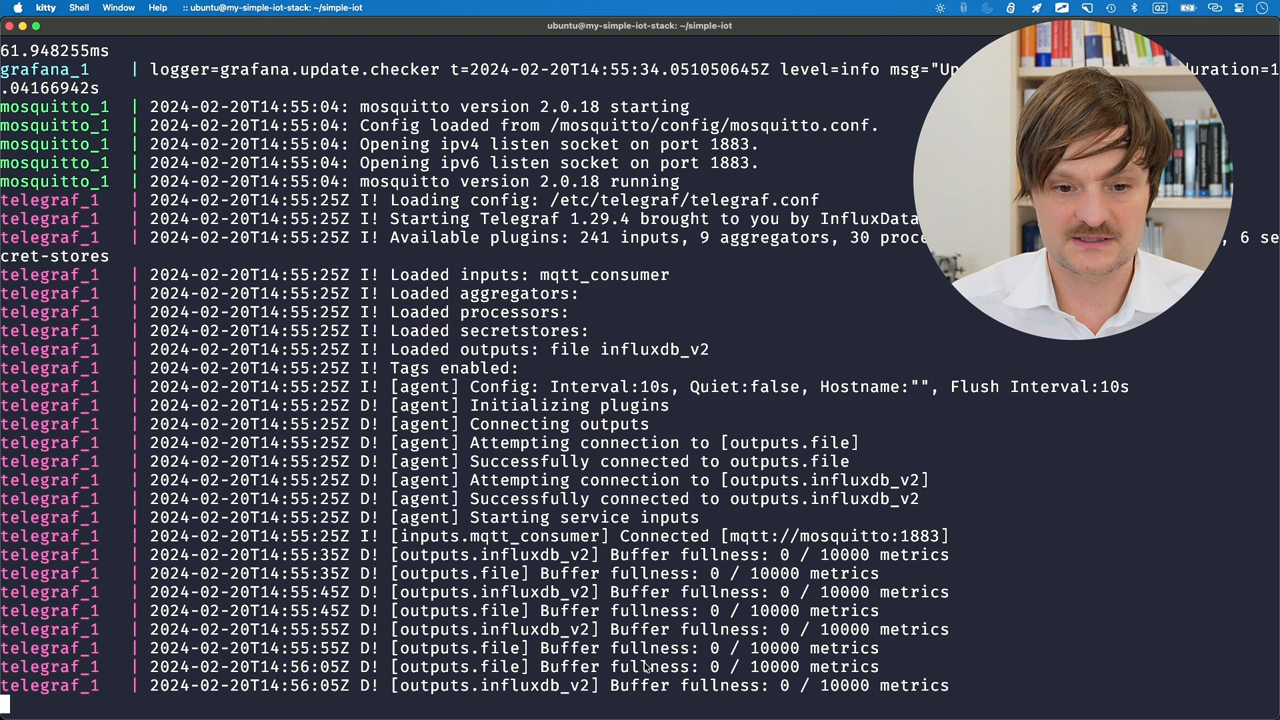 kitty Shell Window Help :: ubuntu@my-simple-iot-stack: ~/simple-iot
ubuntu@my-simple-iot-stack: ~/simple-iot
61.948255ms
grafana_1 | logger=grafana.update.checker t=2024-02-20T14:55:34.051050645Z level=info msg="Up duration=1
.04166942s
mosquitto_1 | 2024-02-20T14:55:04: mosquitto version 2.0.18 starting
mosquitto_1 | 2024-02-20T14:55:04: Config loaded from /mosquitto/config/mosquitto.conf.
mosquitto_1 | 2024-02-20T14:55:04: Opening ipv4 listen socket on port 1883.
mosquitto_1 | 2024-02-20T14:55:04: Opening ipv6 listen socket on port 1883.
mosquitto_1 | 2024-02-20T14:55:04: mosquitto version 2.0.18 running
telegraf_1 | 2024-02-20T14:55:25Z I! Loading config: /etc/telegraf/telegraf.conf
telegraf_1 | 2024-02-20T14:55:25Z I! Starting Telegraf 1.29.4 brought to you by InfluxData
telegraf_1 | 2024-02-20T14:55:25Z I! Available plugins: 241 inputs, 9 aggregators, 30 proce , 6 se
cret-stores
telegraf_1 | 2024-02-20T14:55:25Z I! Loaded inputs: mqtt_consumer
telegraf_1 | 2024-02-20T14:55:25Z I! Loaded aggregators:
telegraf_1 | 2024-02-20T14:55:25Z I! Loaded processors:
telegraf_1 | 2024-02-20T14:55:25Z I! Loaded secretstores:
telegraf_1 | 2024-02-20T14:55:25Z I! Loaded outputs: file influxdb_v2
telegraf_1 | 2024-02-20T14:55:25Z I! Tags enabled:
telegraf_1 | 2024-02-20T14:55:25Z I! [agent] Config: Interval:10s, Quiet:false, Hostname:"", Flush Interval:10s
telegraf_1 | 2024-02-20T14:55:25Z D! [agent] Initializing plugins
telegraf_1 | 2024-02-20T14:55:25Z D! [agent] Connecting outputs
telegraf_1 | 2024-02-20T14:55:25Z D! [agent] Attempting connection to [outputs.file]
telegraf_1 | 2024-02-20T14:55:25Z D! [agent] Successfully connected to outputs.file
telegraf_1 | 2024-02-20T14:55:25Z D! [agent] Attempting connection to [outputs.influxdb_v2]
telegraf_1 | 2024-02-20T14:55:25Z D! [agent] Successfully connected to outputs.influxdb_v2
telegraf_1 | 2024-02-20T14:55:25Z D! [agent] Starting service inputs
telegraf_1 | 2024-02-20T14:55:25Z I! [inputs.mqtt_consumer] Connected [mqtt://mosquitto:1883]
telegraf_1 | 2024-02-20T14:55:35Z D! [outputs.influxdb_v2] Buffer fullness: 0 / 10000 metrics
telegraf_1 | 2024-02-20T14:55:35Z D! [outputs.file] Buffer fullness: 0 / 10000 metrics
telegraf_1 | 2024-02-20T14:55:45Z D! [outputs.influxdb_v2] Buffer fullness: 0 / 10000 metrics
telegraf_1 | 2024-02-20T14:55:45Z D! [outputs.file] Buffer fullness: 0 / 10000 metrics
telegraf_1 | 2024-02-20T14:55:55Z D! [outputs.influxdb_v2] Buffer fullness: 0 / 10000 metrics
telegraf_1 | 2024-02-20T14:55:55Z D! [outputs.file] Buffer fullness: 0 / 10000 metrics
telegraf_1 | 2024-02-20T14:56:05Z D! [outputs.file] Buffer fullness: 0 / 10000 metrics
telegraf_1 | 2024-02-20T14:56:05Z D! [outputs.influxdb_v2] Buffer fullness: 0 / 10000 metrics